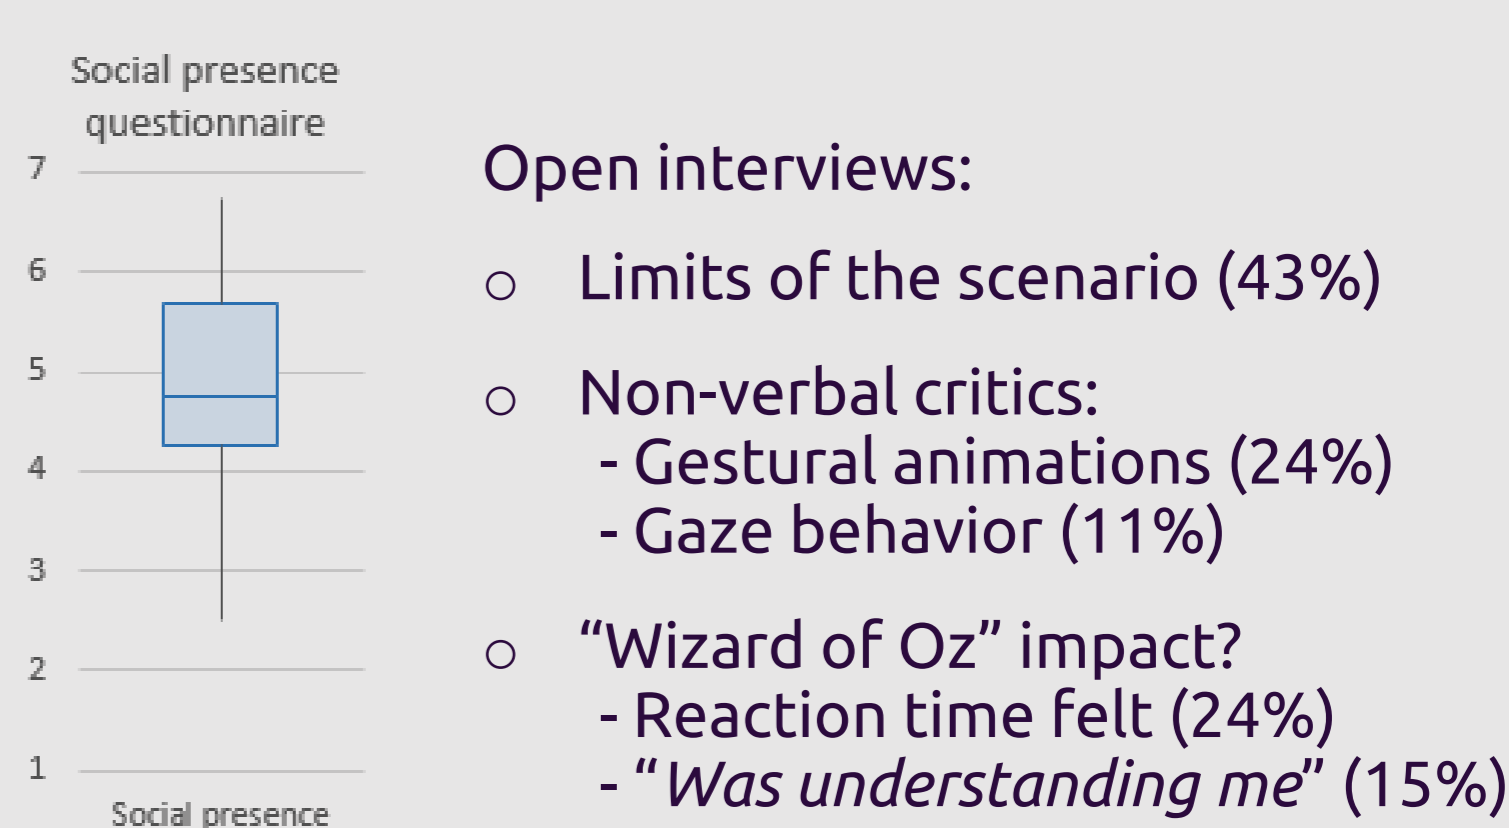 Social presence
questionnaire
7
6
5
4
3
2
1
Social presence
Open interviews:
○ Limits of the scenario (43%)
○ Non-verbal critics:
- Gestural animations (24%)
- Gaze behavior (11%)
○ “Wizard of Oz” impact?
- Reaction time felt (24%)
- “Was understanding me” (15%)